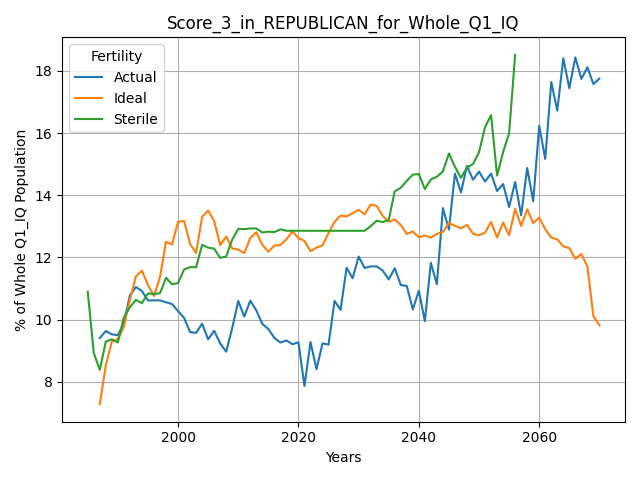 Score_3_in_REPUBLICAN_for_Whole_Q1_IQ
Fertility
Actual
Ideal
Sterile
% of Whole Q1_IQ Population
18
16
14
12
10
8
2000
2020
2040
2060
Years